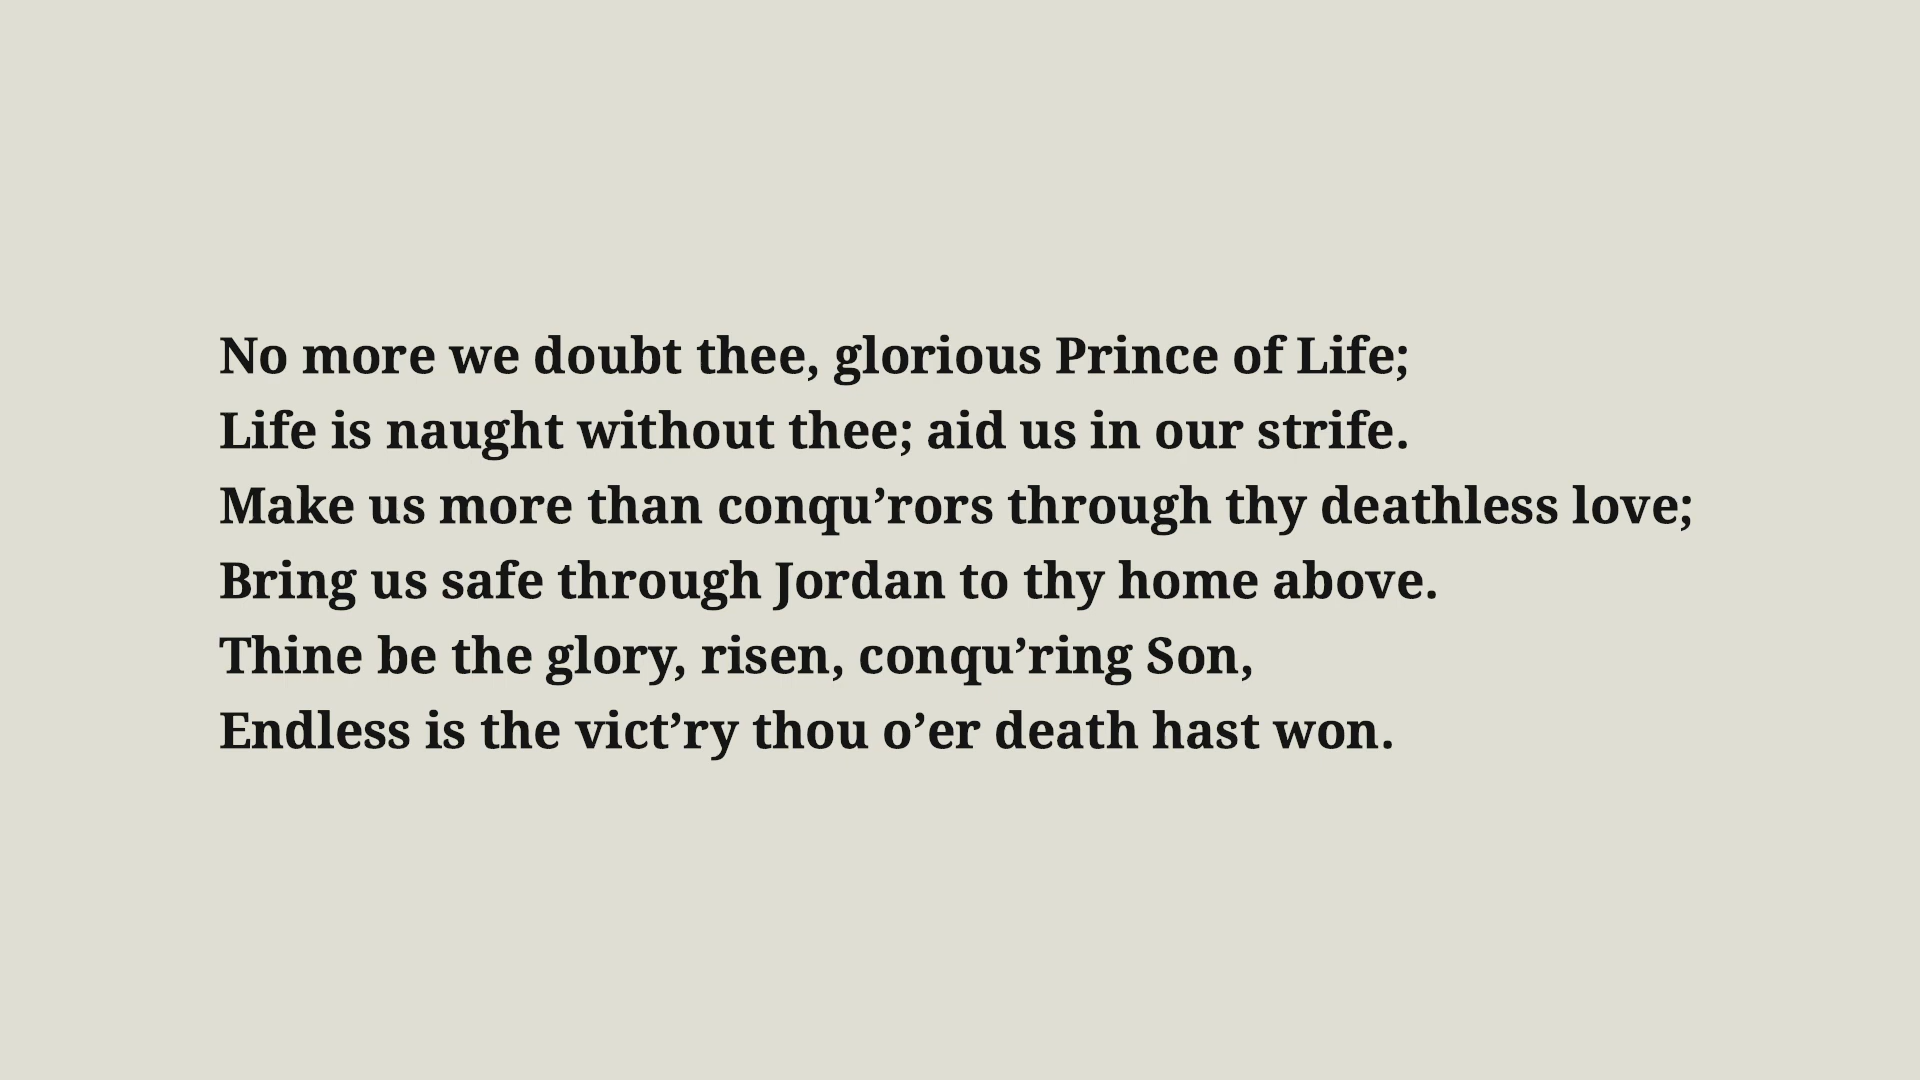 No more we doubt thee, glorious Prince of Life;
Life is naught without thee; aid us in our strife.
Make us more than conqu’rors through thy deathless love;
Bring us safe through Jordan to thy home above.
Thine be the glory, risen, conqu’ring Son,
Endless is the vict’ry thou o’er death hast won.